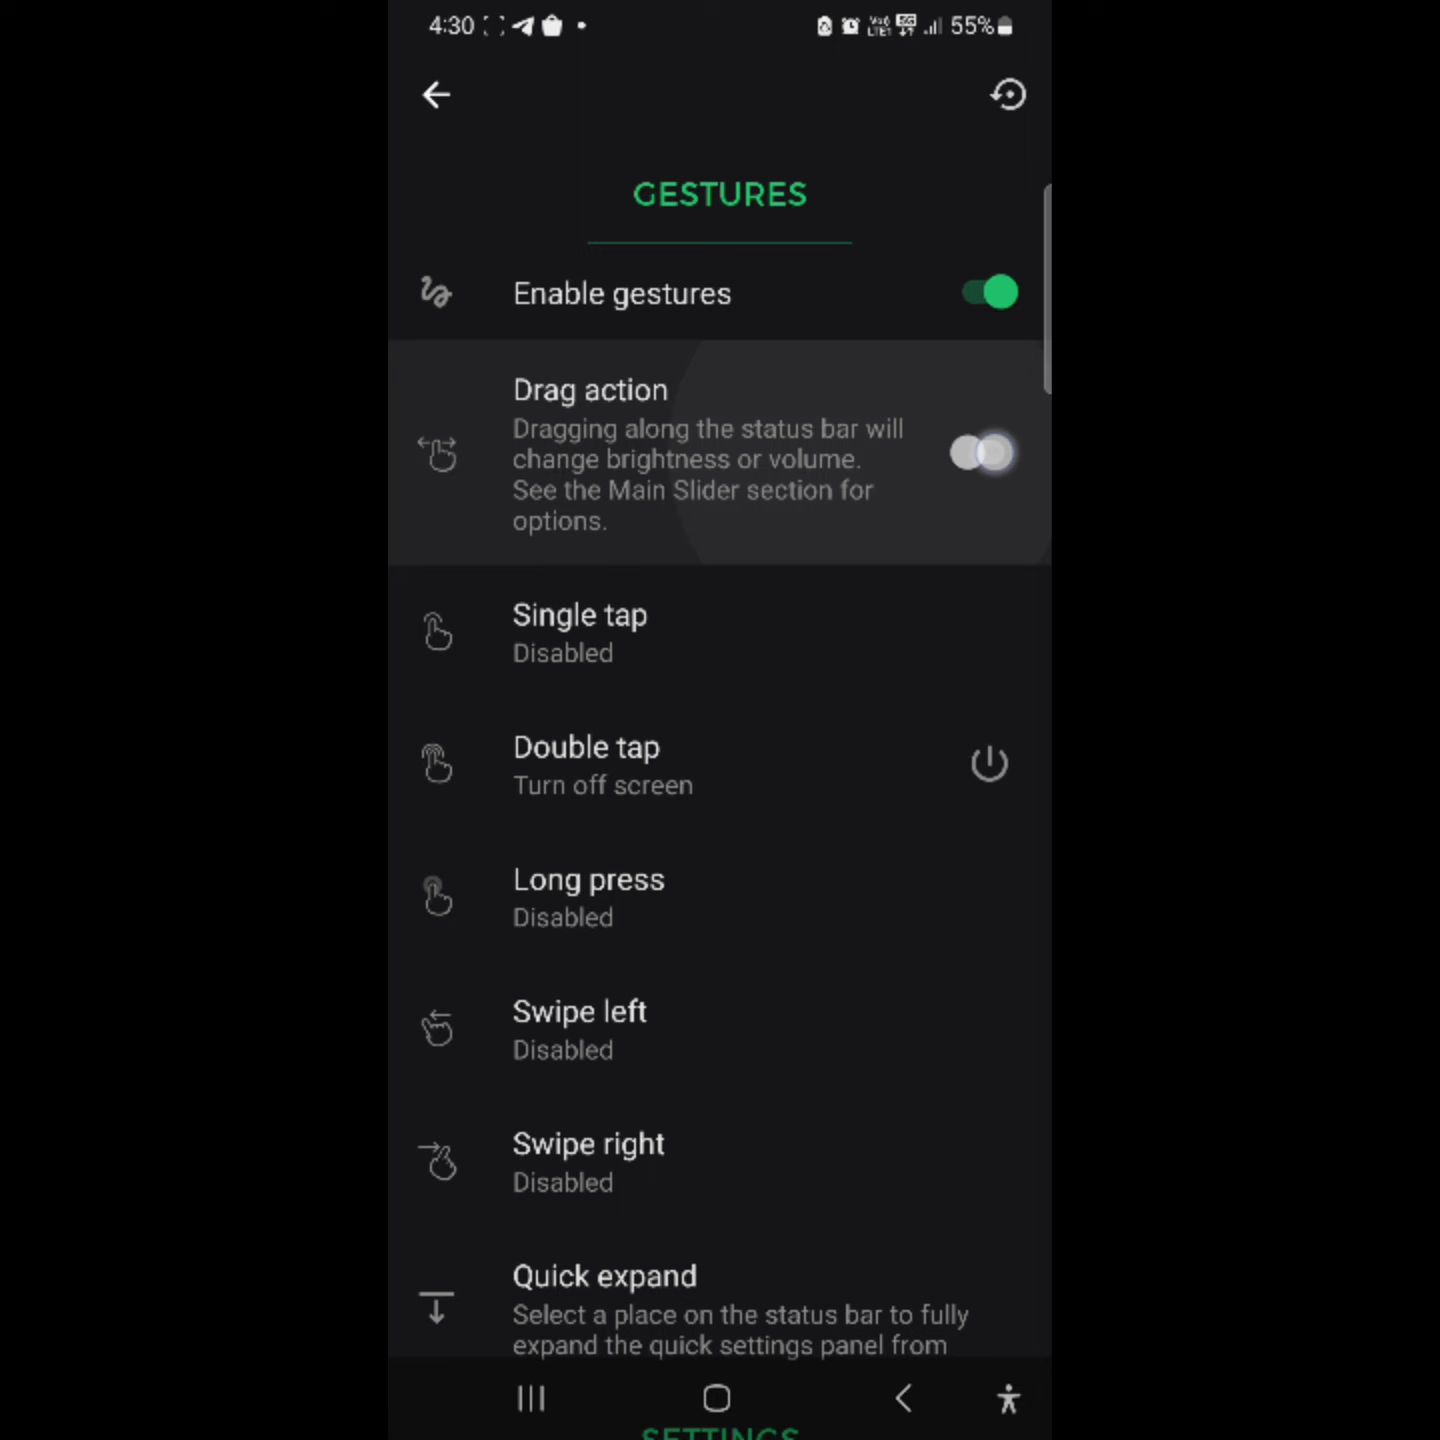 4:30
55%
GESTURES
Enable gestures
Drag action
Dragging along the status bar will
change brightness or volume.
See the Main Slider section for
options.
Single tap
Disabled
Double tap
Turn off screen
Long press
Disabled
Swipe left
Disabled
Swipe right
Disabled
Quick expand
Select a place on the status bar to fully
expand the quick settings panel from
SETTINGS